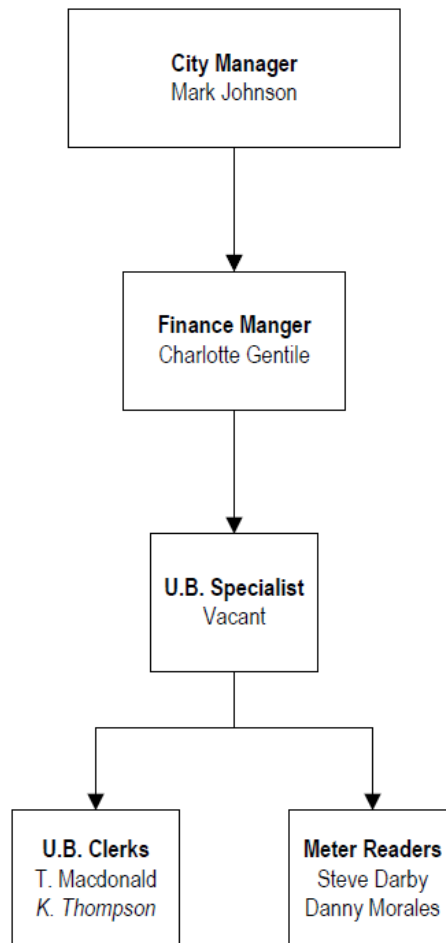 City Manager
Mark Johnson
Finance Manger
Charlotte Gentile
U.B. Specialist
Vacant
U.B. Clerks
T. Macdonald
K. Thompson
Meter Readers
Steve Darby
Danny Morales